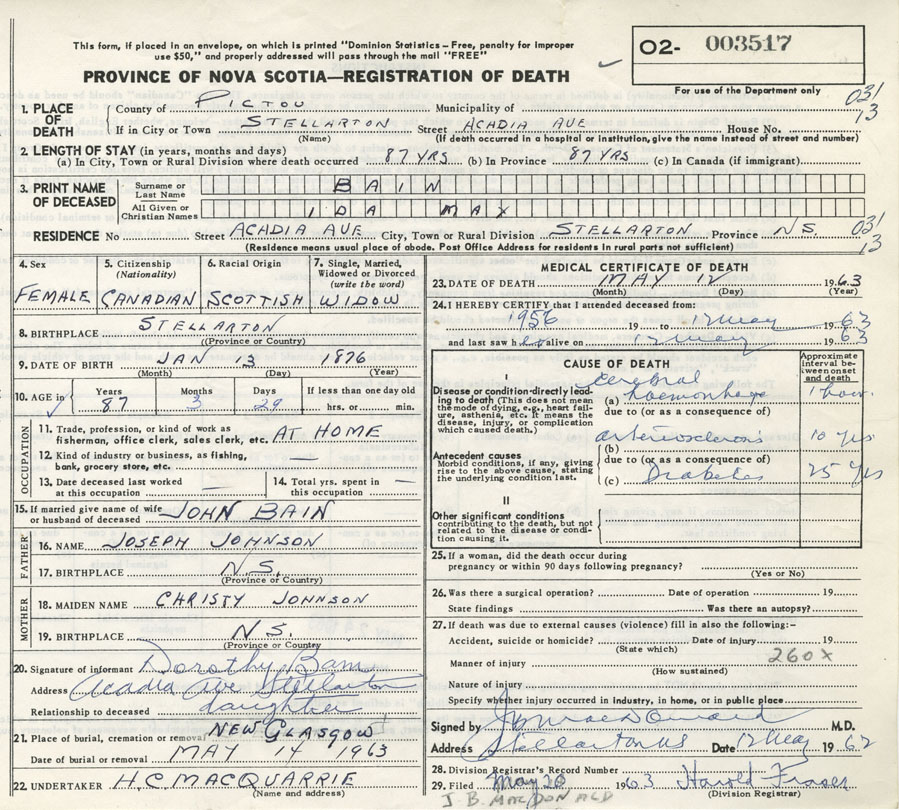 This form, if placed in an envelope, on which is printed "Dominion Statistics—Free, penalty for improper
use $50," and properly addressed will pass through the mail "FREE"
O2- 003517
PROVINCE OF NOVA SCOTIA—REGISTRATION OF DEATH
For use of the Department only
1. PLACE OF DEATH
County of PICTOU Municipality of
031
13
If in City or Town STELLARTON Street ACADIA AVE House No.
(Name) (If death occurred in a hospital or institution, give the name instead of street and number)
2. LENGTH OF STAY (in years, months and days)
(a) In City, Town or Rural Division where death occurred 87 YRS (b) In Province 87 YRS (c) In Canada (if immigrant)
3. PRINT NAME OF DECEASED
Surname or Last Name BAIN
All Given or Christian Names IDA MAX
RESIDENCE No. Street ACADIA AVE City, Town or Rural Division STELLARTON Province N.S. 031
13
(Residence means usual place of abode. Post Office Address for residents in rural parts not sufficient)
4. Sex
FEMALE
5. Citizenship
(Nationality)
CANADIAN
6. Racial Origin
SCOTTISH
7. Single, Married,
Widowed or Divorced
(write the word)
WIDOW
8. BIRTHPLACE STELLARTON
(Province or Country)
9. DATE OF BIRTH JAN 13 1876
(Month) (Day) (Year)
10. AGE in
Years Months Days If less than one day old
87 3 29 hrs. or min.
OCCUPATION
11. Trade, profession, or kind of work as
fisherman, office clerk, sales clerk, etc. AT HOME
12. Kind of industry or business, as fishing,
bank, grocery store, etc. —
13. Date deceased last worked
at this occupation —
14. Total yrs. spent in
this occupation —
15. If married give name of wife
or husband of deceased JOHN BAIN
FATHER
16. NAME JOSEPH JOHNSON
17. BIRTHPLACE N.S.
(Province or Country)
MOTHER
18. MAIDEN NAME CHRISTY JOHNSON
19. BIRTHPLACE N.S.
(Province or Country)
20. Signature of informant Dorothy Bain
Address Acadia Ave Stellarton
Relationship to deceased daughter
21. Place of burial, cremation or removal NEW GLASGOW
Date of burial or removal MAY 14 1963
22. UNDERTAKER H.C. MACQUARRIE
(Name and address)
MEDICAL CERTIFICATE OF DEATH
23. DATE OF DEATH MAY 12 1963
(Month) (Day) (Year)
24. I HEREBY CERTIFY that I attended deceased from:
1956 19 to 12 May 1963
and last saw her alive on 12 May 1963
CAUSE OF DEATH
Approximate
interval be-
tween onset
and death
I
Disease or condition directly lead-
ing to death (This does not mean
the mode of dying, e.g., heart fail-
ure, asthenia, etc. It means the
disease, injury, or complication
which caused death.)
cerebral
(a) haemorrhage 1 hour
due to (or as a consequence of)
arteriosclerosis 10 yrs
Antecedent causes
Morbid conditions, if any, giving
rise to the above cause, stating
the underlying condition last.
(b)
due to (or as a consequence of)
(c) Diabetes 25 yrs
II
Other significant conditions
contributing to the death, but not
related to the disease or condi-
tion causing it.
25. If a woman, did the death occur during
pregnancy or within 90 days following pregnancy?
(Yes or No)
26. Was there a surgical operation? Date of operation 19
State findings Was there an autopsy?
27. If death was due to external causes (violence) fill in also the following:-
Accident, suicide or homicide? Date of injury 19
(State which)
260X
Manner of injury
(How sustained)
Nature of injury
Specify whether injury occurred in industry, in home, or in public place
Signed by M.D.
Address Stellarton NS Date 12 May 1963
28. Division Registrar's Record Number
29. Filed May 20 1963 Harold Fraser
(Division Registrar)
J.B. MACDONALD